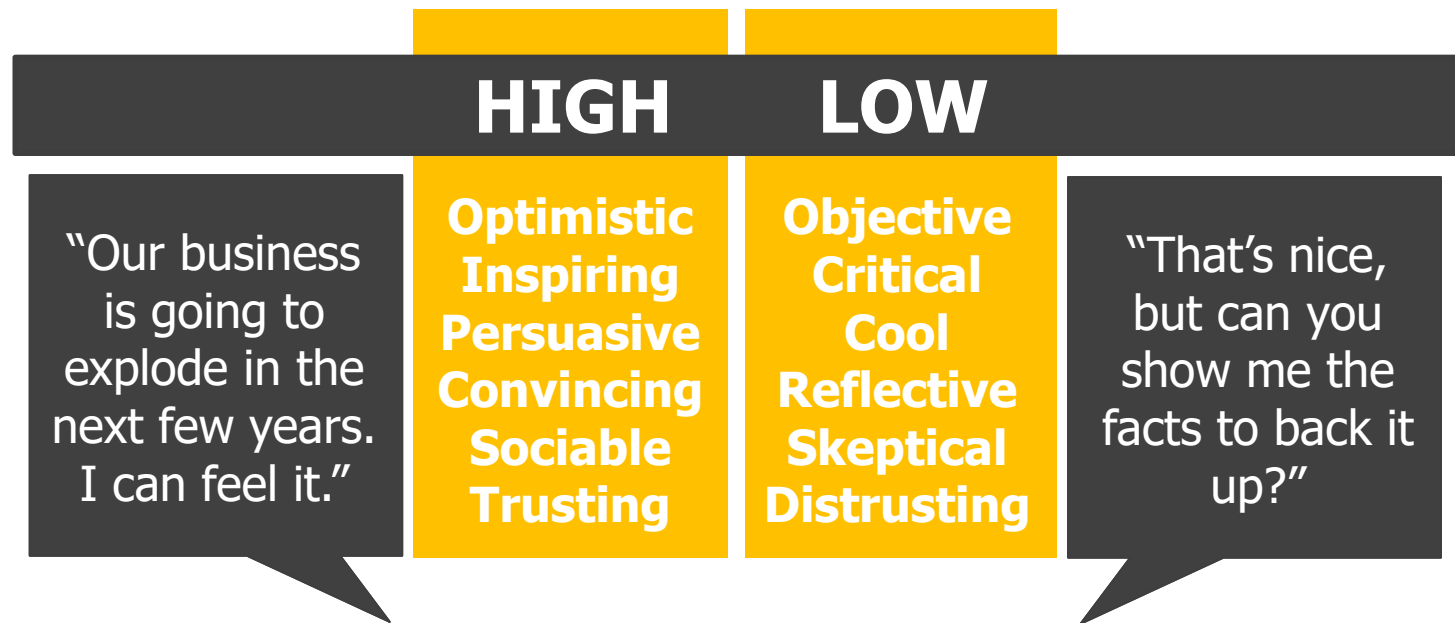 HIGH
LOW
“Our business
is going to
explode in the
next few years.
I can feel it.”
Optimistic
Inspiring
Persuasive
Convincing
Sociable
Trusting
Objective
Critical
Cool
Reflective
Skeptical
Distrusting
“That’s nice,
but can you
show me the
facts to back it
up?”